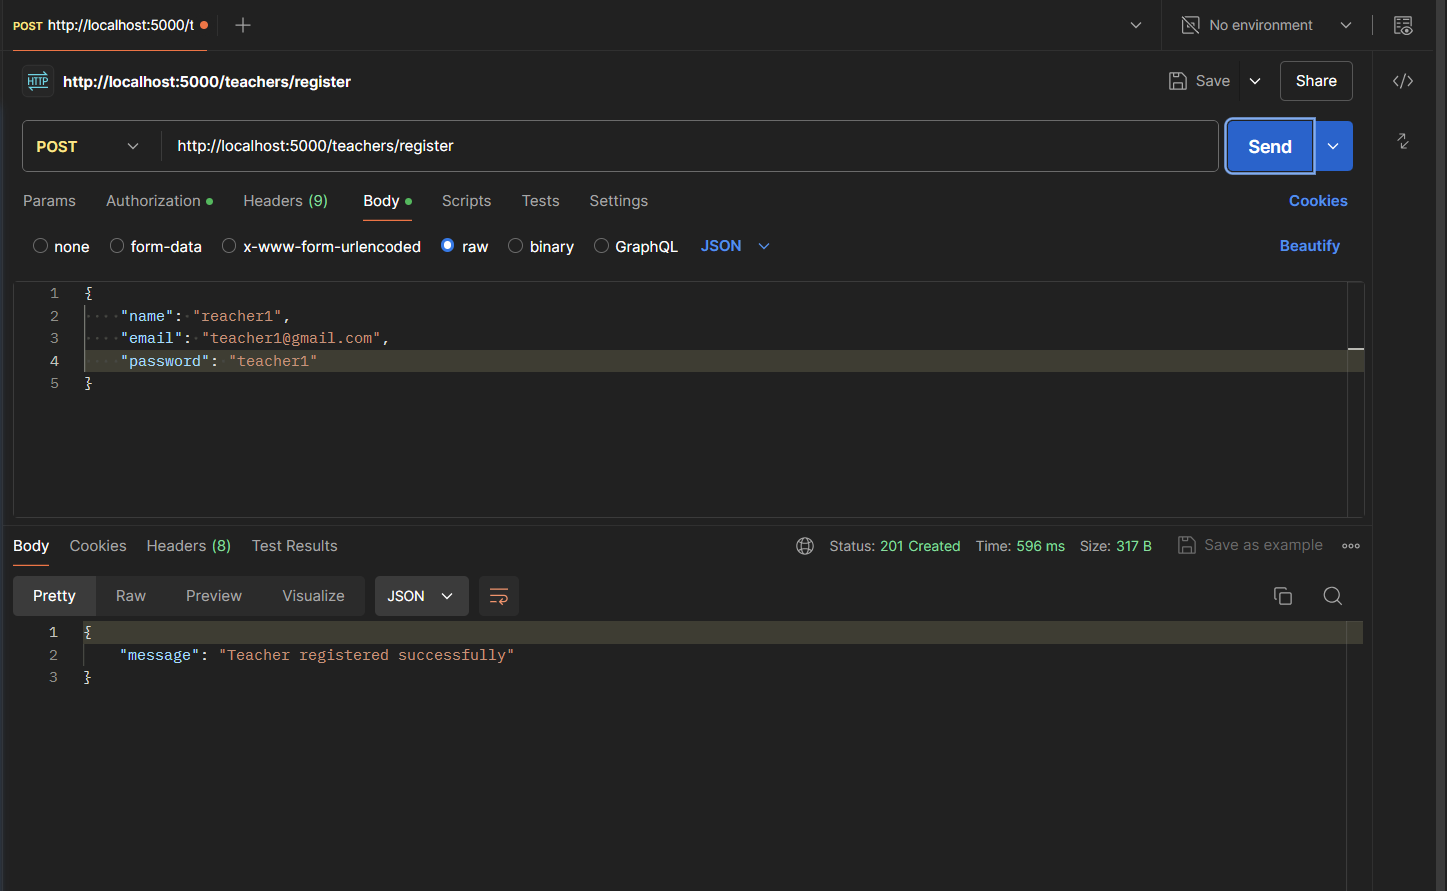 POST http://localhost:5000/t
No environment
HTTP http://localhost:5000/teachers/register
Save
Share
POST http://localhost:5000/teachers/register
Send
Params Authorization Headers (9) Body Scripts Tests Settings Cookies
none form-data x-www-form-urlencoded raw binary GraphQL JSON Beautify
1 {
2 "name": "reacher1",
3 "email": "teacher1@gmail.com",
4 "password": "teacher1"
5 }
Body Cookies Headers (8) Test Results Status: 201 Created Time: 596 ms Size: 317 B Save as example
Pretty Raw Preview Visualize JSON
1 {
2 "message": "Teacher registered successfully"
3 }